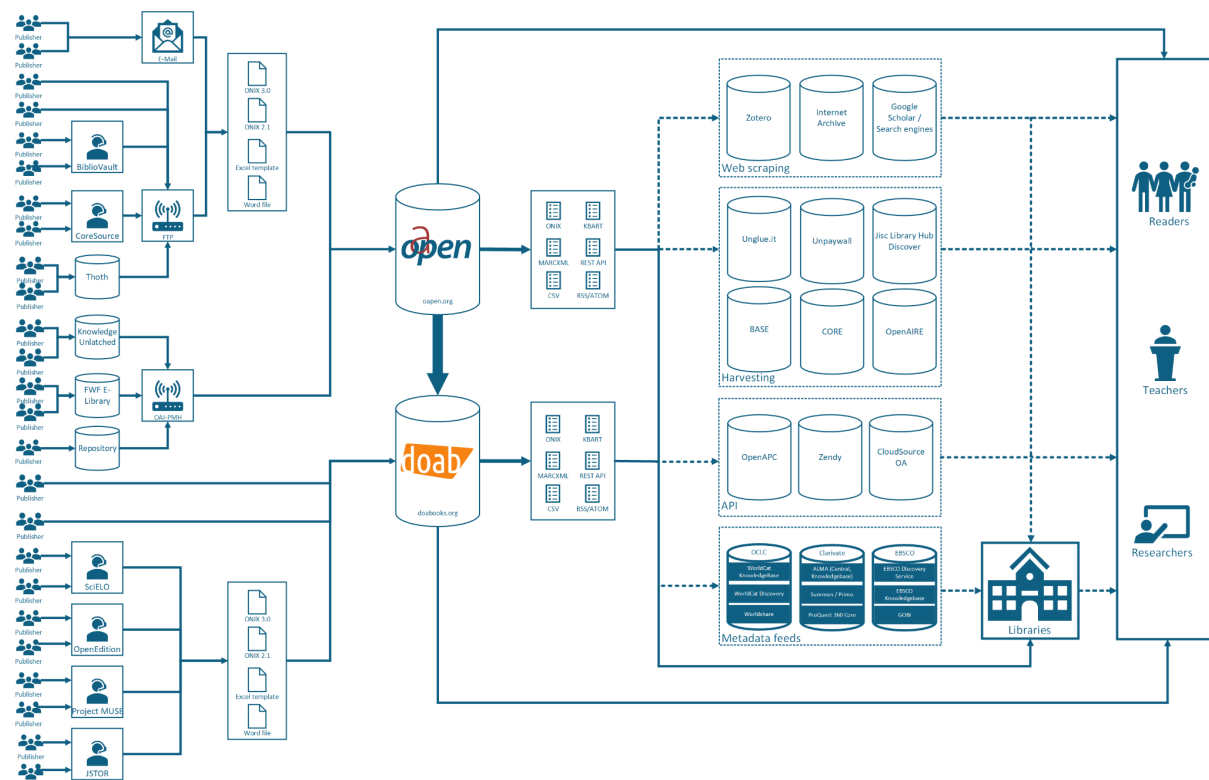 Publisher
Publisher
E-Mail
Publisher
Publisher
Publisher
Publisher
BiblioVault
Publisher
Publisher
CoreSource
FTP
Publisher
Publisher
Thoth
Publisher
Publisher
Knowledge
Unlatched
Publisher
Publisher
FWF E-
Library
OAI-PMH
Publisher
Repository
Publisher
Publisher
Publisher
Publisher
SciELO
Publisher
Publisher
OpenEdition
Publisher
Publisher
Project MUSE
Publisher
Publisher
JSTOR
ONIX 3.0
ONIX 2.1
Excel template
Word file
ONIX 3.0
ONIX 2.1
Excel template
Word file
oapen
oapen.org
doab
doabooks.org
ONIX
KBART
MARCXML
REST API
CSV
RSS/ATOM
ONIX
KBART
MARCXML
REST API
CSV
RSS/ATOM
Zotero
Internet
Archive
Google
Scholar /
Search engines
Web scraping
Unglue.it
Unpaywall
Jisc Library Hub
Discover
BASE
CORE
OpenAIRE
Harvesting
OpenAPC
Zendy
CloudSource
OA
API
OCLC
WorldCat
KnowledgeBase
WorldCat Discovery
Worldshare
Clarivate
ALMA (Central,
Knowledgebase)
Summon / Primo
ProQuest 360 Core
EBSCO
EBSCO Discovery
Service
EBSCO
Knowledgebase
GOBI
Metadata feeds
Libraries
Readers
Teachers
Researchers